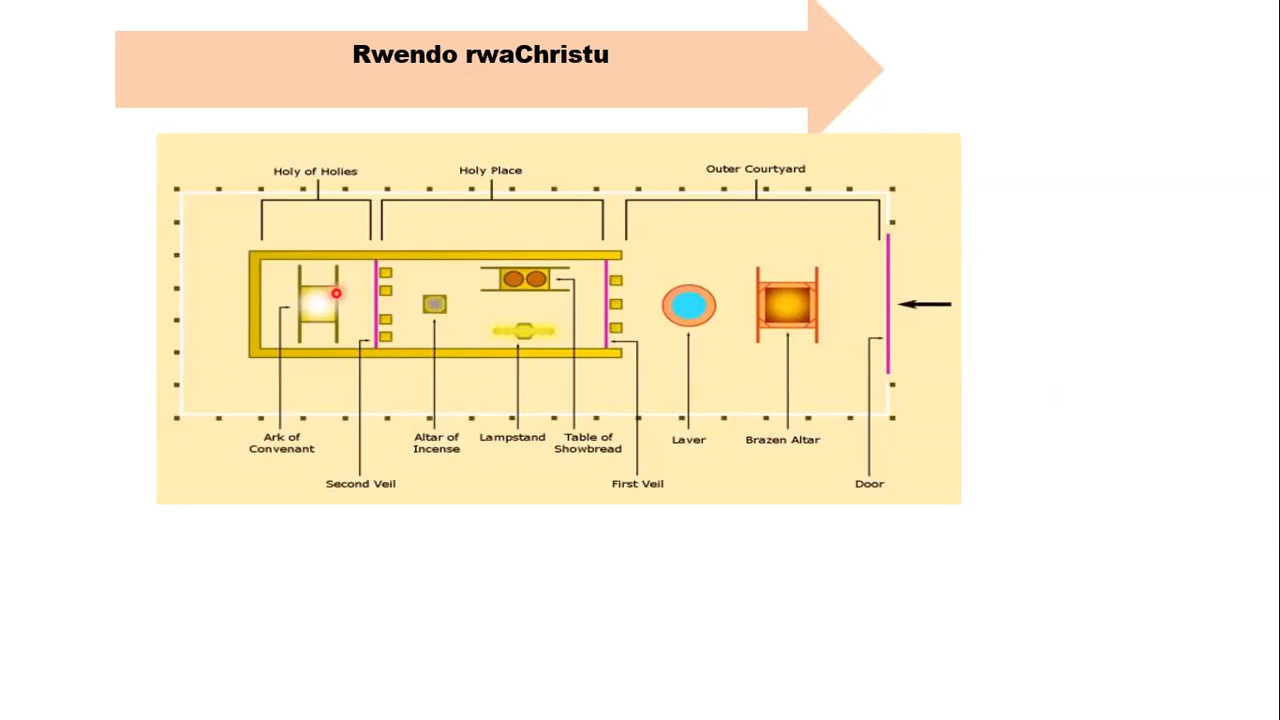 Rwendo rwaChristu
Holy of Holies
Holy Place
Outer Courtyard
Ark of
Convenant
Altar of
Incense
Lampstand
Table of
Showbread
Laver
Brazen Altar
Second Veil
First Veil
Door